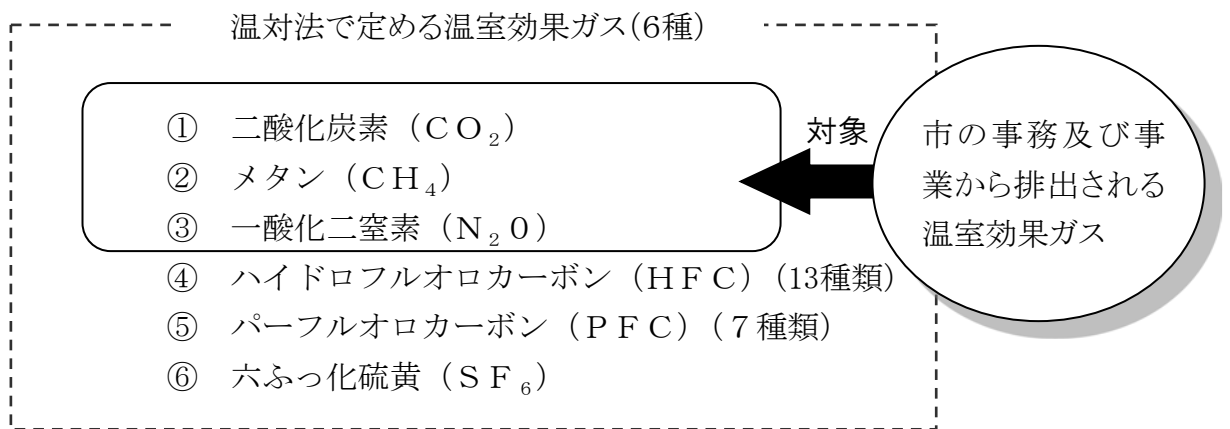 温対法で定める温室効果ガス(6種)
① 二酸化炭素（ＣＯ₂）
② メタン（ＣＨ₄）
③ 一酸化二窒素（Ｎ₂０）
④ ハイドロフルオロカーボン（ＨＦＣ）(13種類)
⑤ パーフルオロカーボン（ＰＦＣ）(７種類)
⑥ 六ふっ化硫黄（ＳＦ₆）
対象
市の事務及び事
業から排出される
温室効果ガス